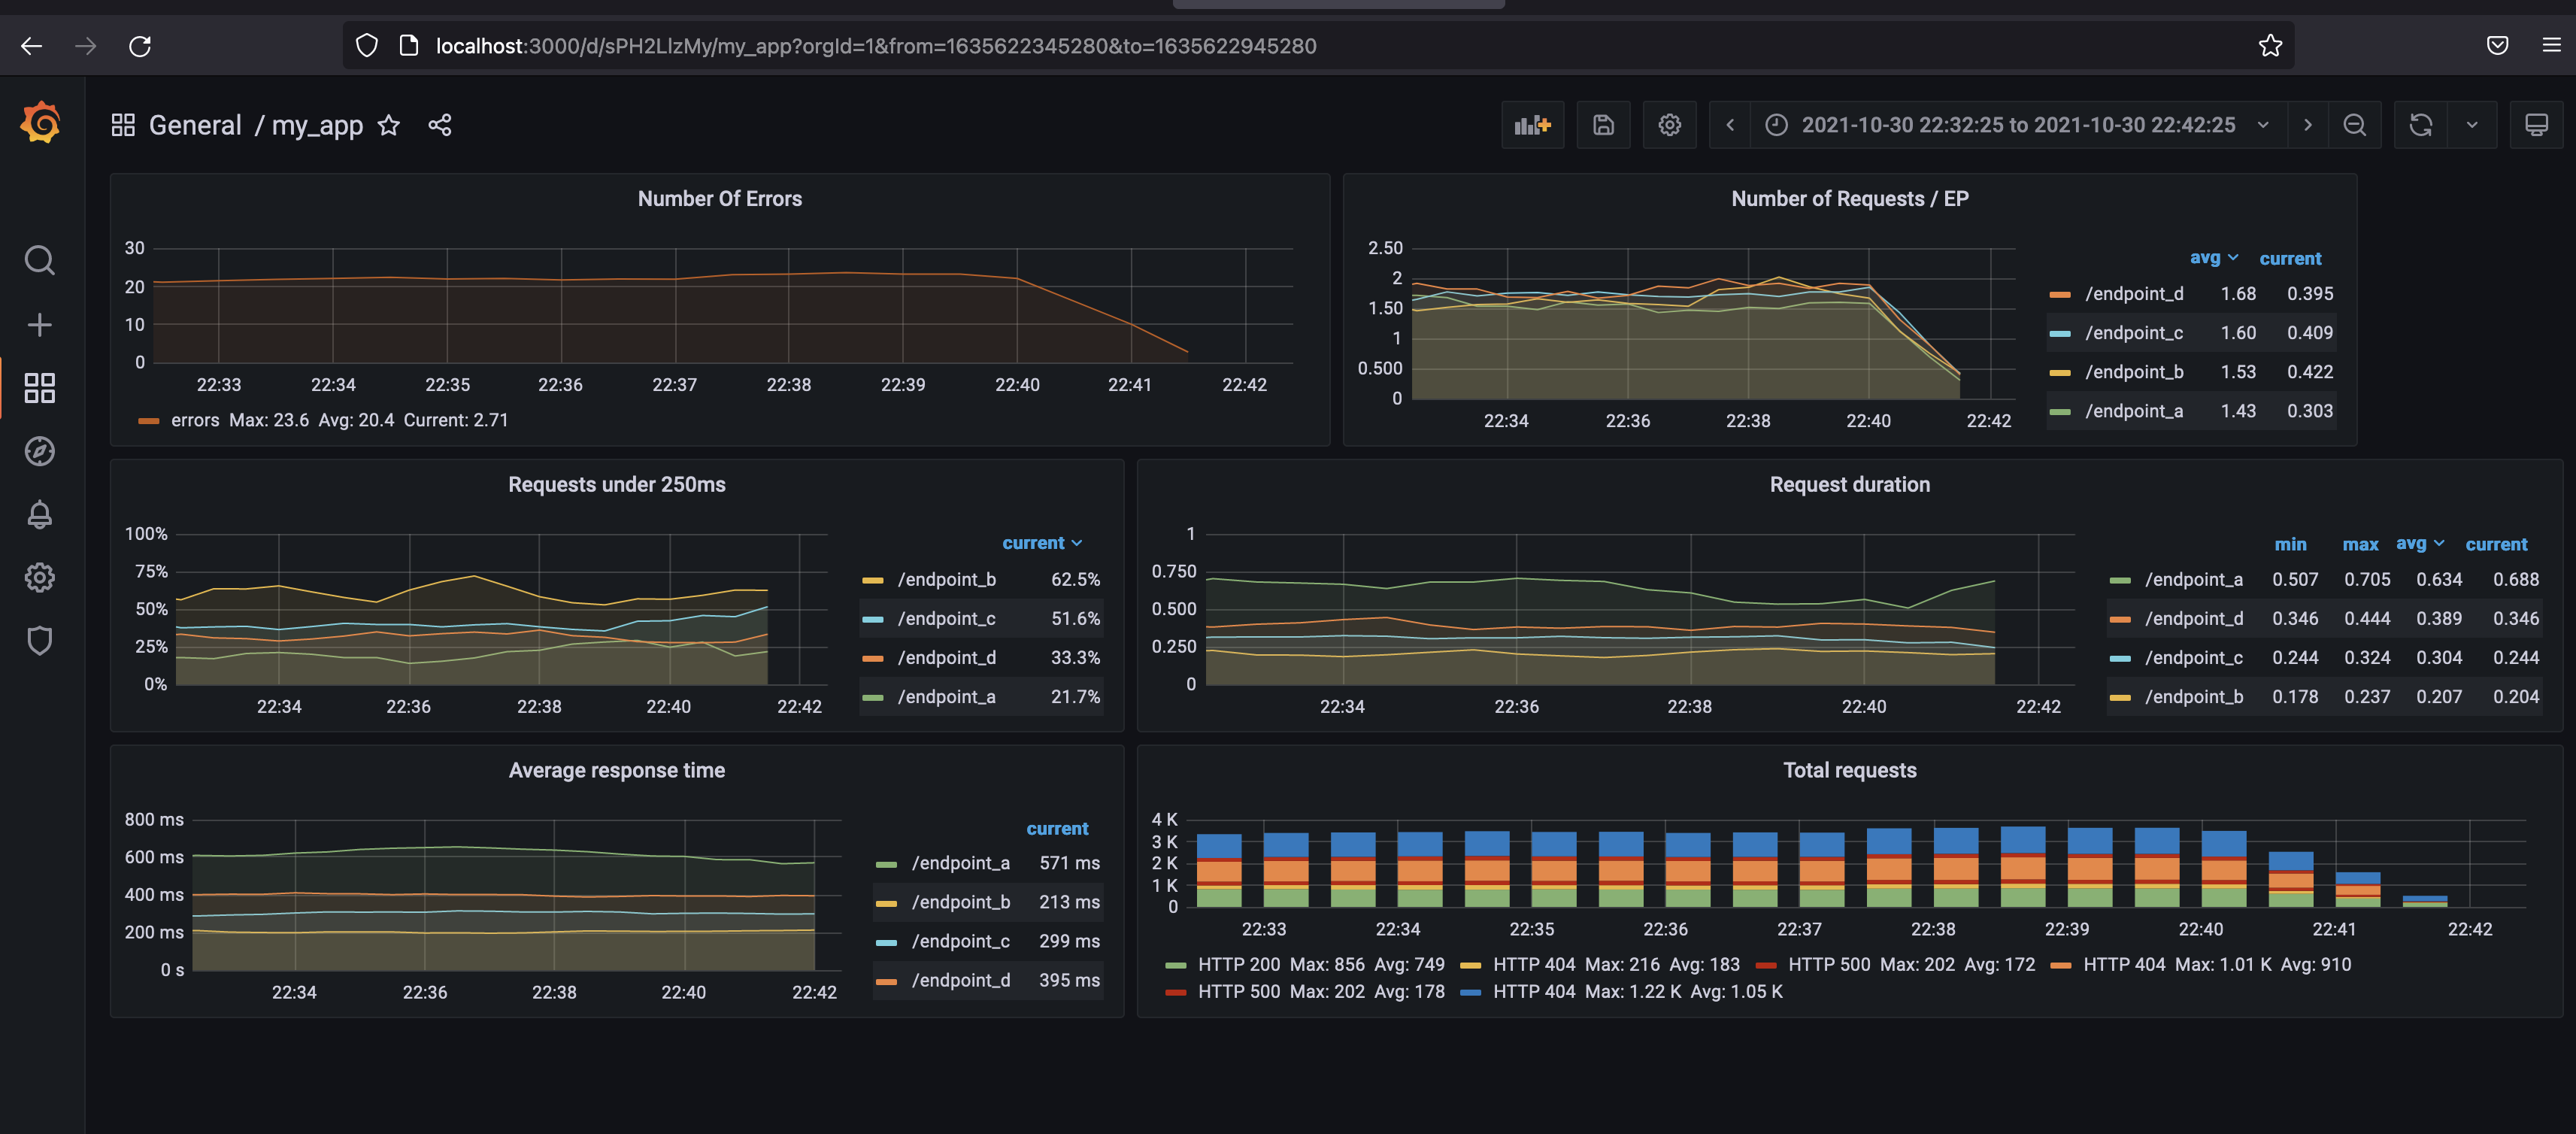 localhost:3000/d/sPH2LlzMy/my_app?orgId=1&from=1635622345280&to=1635622945280
General / my_app
2021-10-30 22:32:25 to 2021-10-30 22:42:25
Number Of Errors
30
20
10
0
22:33 22:34 22:35 22:36 22:37 22:38 22:39 22:40 22:41 22:42
errors Max: 23.6 Avg: 20.4 Current: 2.71
Number of Requests / EP
2.50
2
1.50
1
0.500
0
22:34 22:36 22:38 22:40 22:42
avg current
/endpoint_d 1.68 0.395
/endpoint_c 1.60 0.409
/endpoint_b 1.53 0.422
/endpoint_a 1.43 0.303
Requests under 250ms
100%
75%
50%
25%
0%
22:34 22:36 22:38 22:40 22:42
current
/endpoint_b 62.5%
/endpoint_c 51.6%
/endpoint_d 33.3%
/endpoint_a 21.7%
Request duration
1
0.750
0.500
0.250
0
22:34 22:36 22:38 22:40 22:42
min max avg current
/endpoint_a 0.507 0.705 0.634 0.688
/endpoint_d 0.346 0.444 0.389 0.346
/endpoint_c 0.244 0.324 0.304 0.244
/endpoint_b 0.178 0.237 0.207 0.204
Average response time
800 ms
600 ms
400 ms
200 ms
0 s
22:34 22:36 22:38 22:40 22:42
current
/endpoint_a 571 ms
/endpoint_b 213 ms
/endpoint_c 299 ms
/endpoint_d 395 ms
Total requests
4 K
3 K
2 K
1 K
0
22:33 22:34 22:35 22:36 22:37 22:38 22:39 22:40 22:41 22:42
HTTP 200 Max: 856 Avg: 749 HTTP 404 Max: 216 Avg: 183 HTTP 500 Max: 202 Avg: 172 HTTP 404 Max: 1.01 K Avg: 910
HTTP 500 Max: 202 Avg: 178 HTTP 404 Max: 1.22 K Avg: 1.05 K